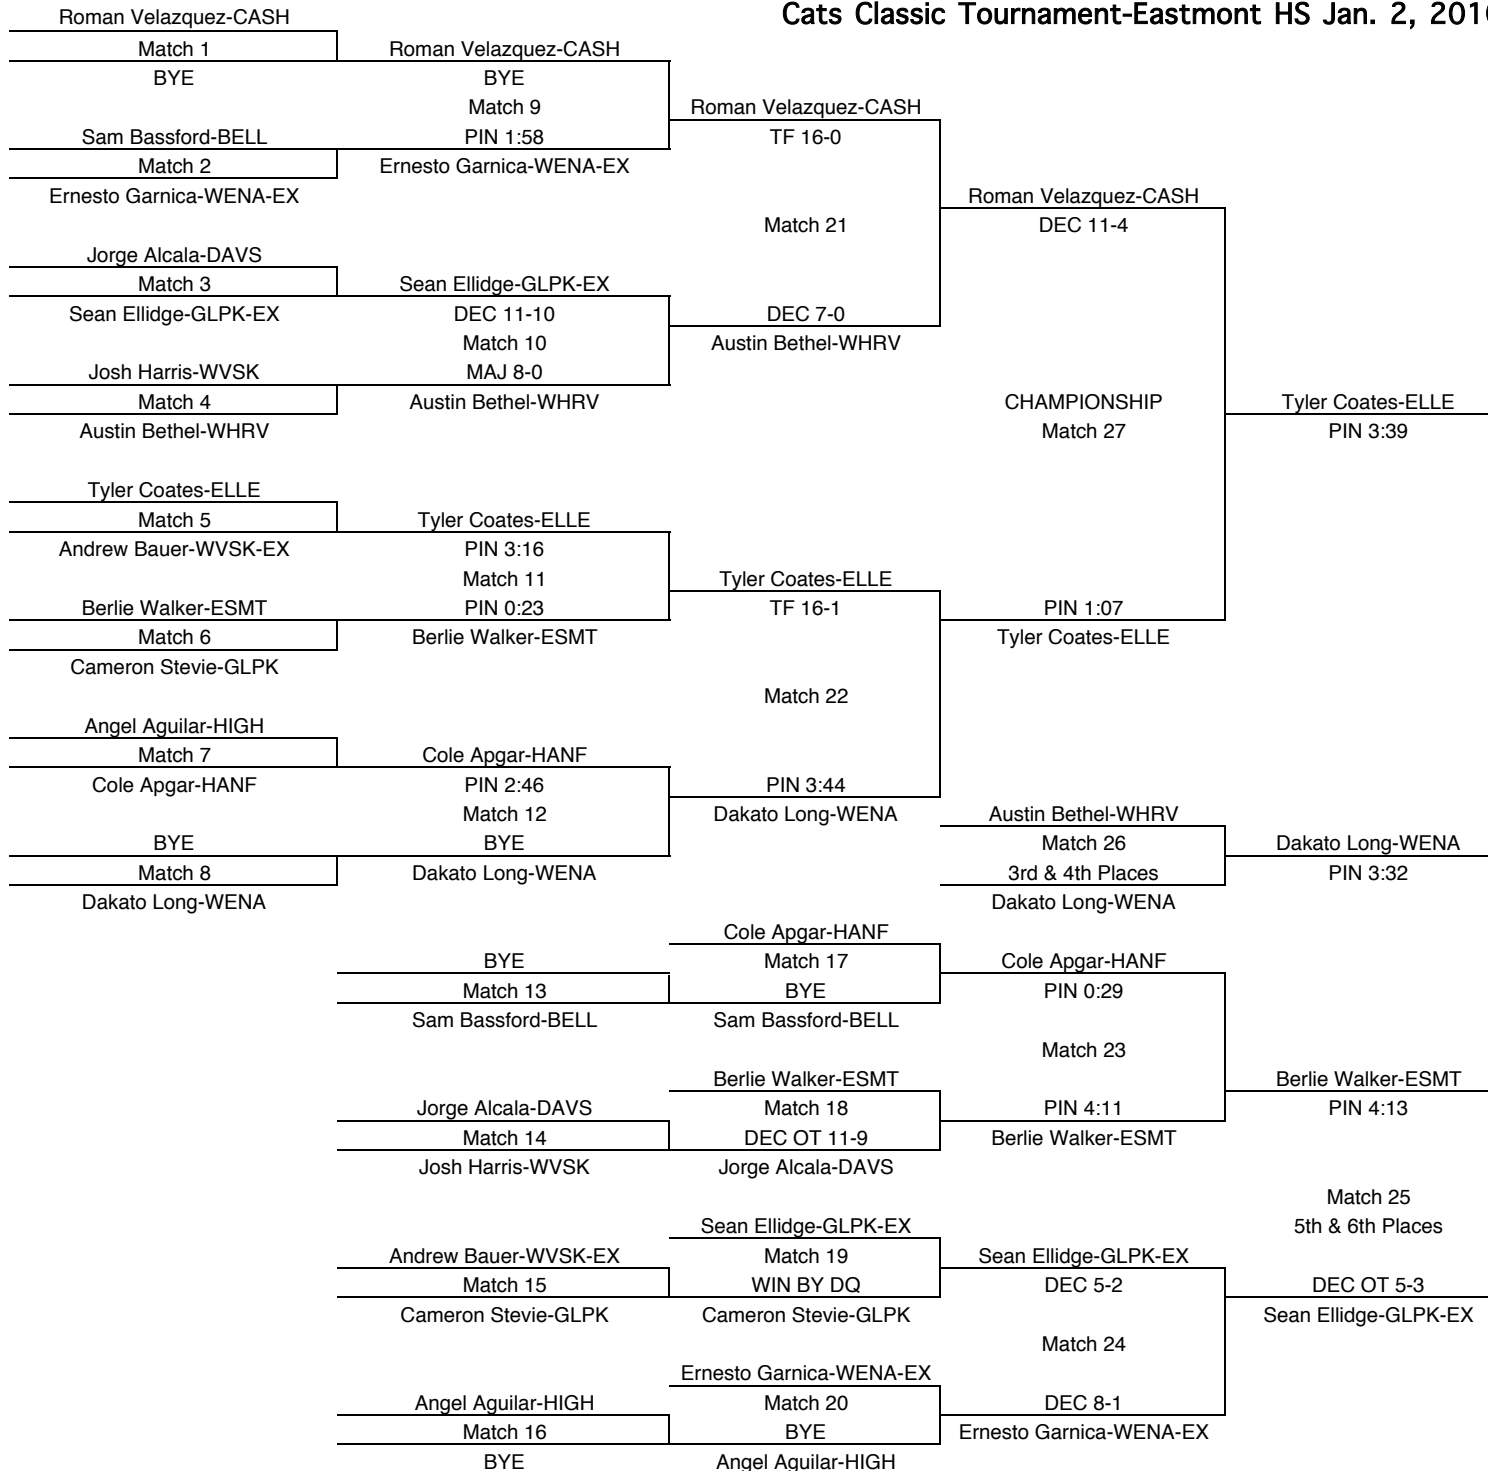 Cats Classic Tournament-Eastmont HS Jan. 2, 2016
Roman Velazquez-CASH
Match 1
Roman Velazquez-CASH
BYE
BYE
Match 9
Roman Velazquez-CASH
Sam Bassford-BELL
PIN 1:58
TF 16-0
Match 2
Ernesto Garnica-WENA-EX
Ernesto Garnica-WENA-EX
Roman Velazquez-CASH
Match 21
DEC 11-4
Jorge Alcala-DAVS
Match 3
Sean Ellidge-GLPK-EX
Sean Ellidge-GLPK-EX
DEC 11-10
DEC 7-0
Match 10
Austin Bethel-WHRV
Josh Harris-WVSK
MAJ 8-0
Match 4
Austin Bethel-WHRV
CHAMPIONSHIP
Tyler Coates-ELLE
Austin Bethel-WHRV
Match 27
PIN 3:39
Tyler Coates-ELLE
Match 5
Tyler Coates-ELLE
Andrew Bauer-WVSK-EX
PIN 3:16
Match 11
Tyler Coates-ELLE
Berlie Walker-ESMT
PIN 0:23
TF 16-1
PIN 1:07
Match 6
Berlie Walker-ESMT
Tyler Coates-ELLE
Cameron Stevie-GLPK
Match 22
Angel Aguilar-HIGH
Match 7
Cole Apgar-HANF
Cole Apgar-HANF
PIN 2:46
PIN 3:44
Match 12
Dakato Long-WENA
Austin Bethel-WHRV
BYE
BYE
Match 26
Dakato Long-WENA
Match 8
Dakato Long-WENA
3rd & 4th Places
PIN 3:32
Dakato Long-WENA
Dakato Long-WENA
Cole Apgar-HANF
BYE
Match 17
Cole Apgar-HANF
Match 13
BYE
PIN 0:29
Sam Bassford-BELL
Sam Bassford-BELL
Match 23
Berlie Walker-ESMT
Berlie Walker-ESMT
Jorge Alcala-DAVS
Match 18
PIN 4:11
PIN 4:13
Match 14
DEC OT 11-9
Berlie Walker-ESMT
Josh Harris-WVSK
Jorge Alcala-DAVS
Match 25
Sean Ellidge-GLPK-EX
5th & 6th Places
Andrew Bauer-WVSK-EX
Match 19
Sean Ellidge-GLPK-EX
Match 15
WIN BY DQ
DEC 5-2
DEC OT 5-3
Cameron Stevie-GLPK
Cameron Stevie-GLPK
Sean Ellidge-GLPK-EX
Match 24
Ernesto Garnica-WENA-EX
Angel Aguilar-HIGH
Match 20
DEC 8-1
Match 16
BYE
Ernesto Garnica-WENA-EX
BYE
Angel Aguilar-HIGH